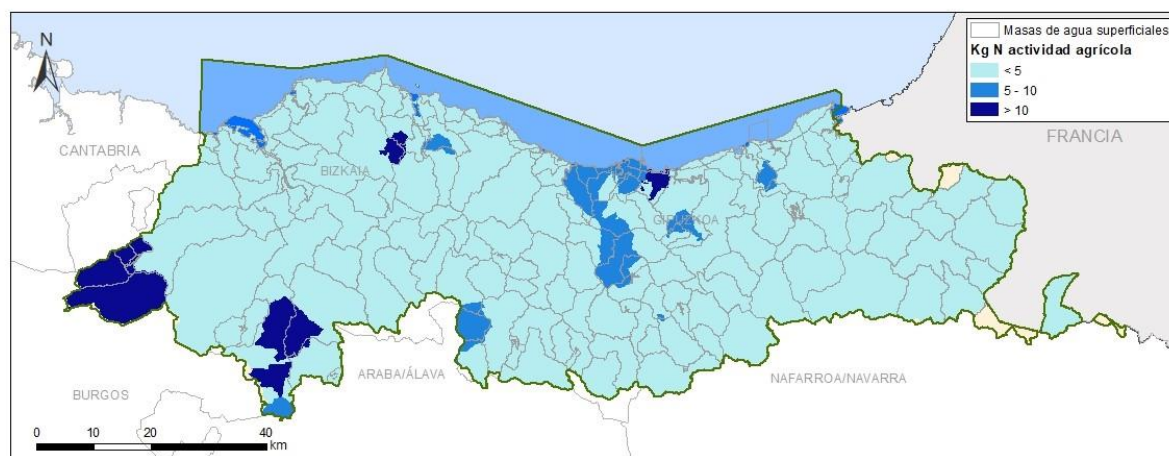 N
Masas de agua superficiales
Kg N actividad agrícola
< 5
5 - 10
> 10
FRANCIA
CANTABRIA
BIZKAIA
GIPUZKOA
ARABA/ÁLAVA
NAFARROA/NAVARRA
BURGOS
0 10 20 40
km